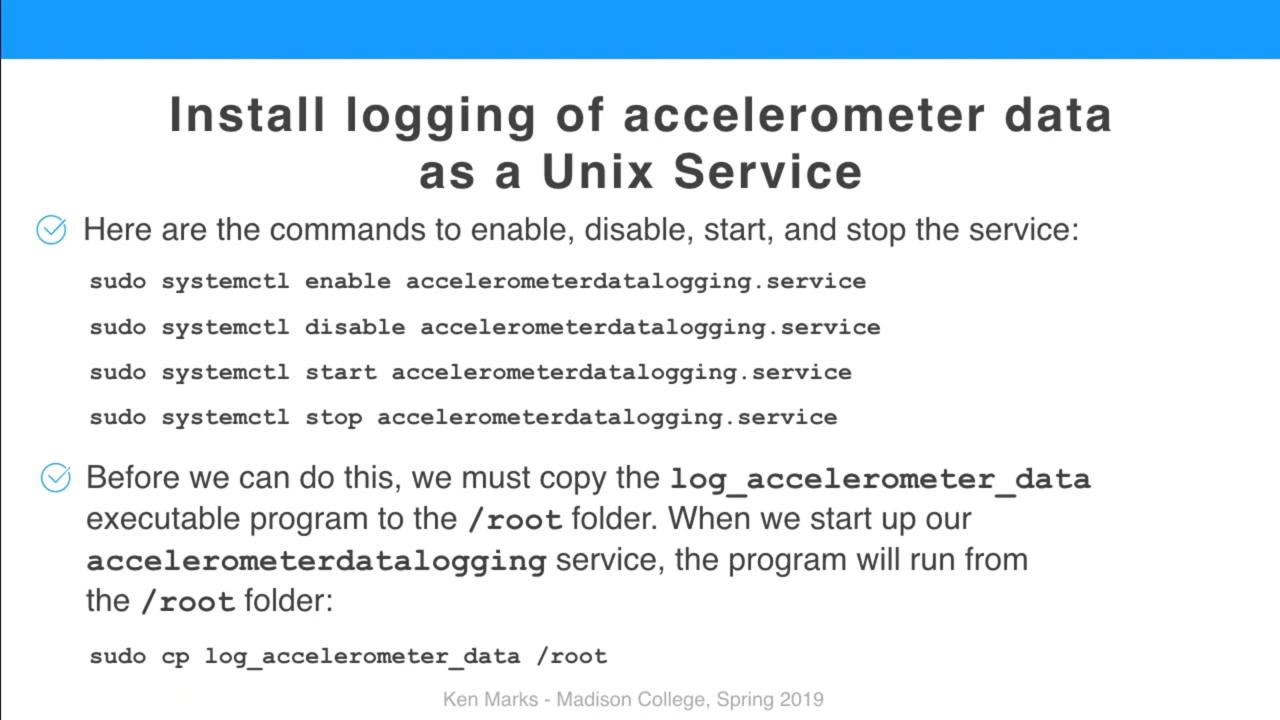 Install logging of accelerometer data
as a Unix Service
Here are the commands to enable, disable, start, and stop the service:
sudo systemctl enable accelerometerdatalogging.service
sudo systemctl disable accelerometerdatalogging.service
sudo systemctl start accelerometerdatalogging.service
sudo systemctl stop accelerometerdatalogging.service
Before we can do this, we must copy the log_accelerometer_data
executable program to the /root folder. When we start up our
accelerometerdatalogging service, the program will run from
the /root folder:
sudo cp log_accelerometer_data /root
Ken Marks - Madison College, Spring 2019